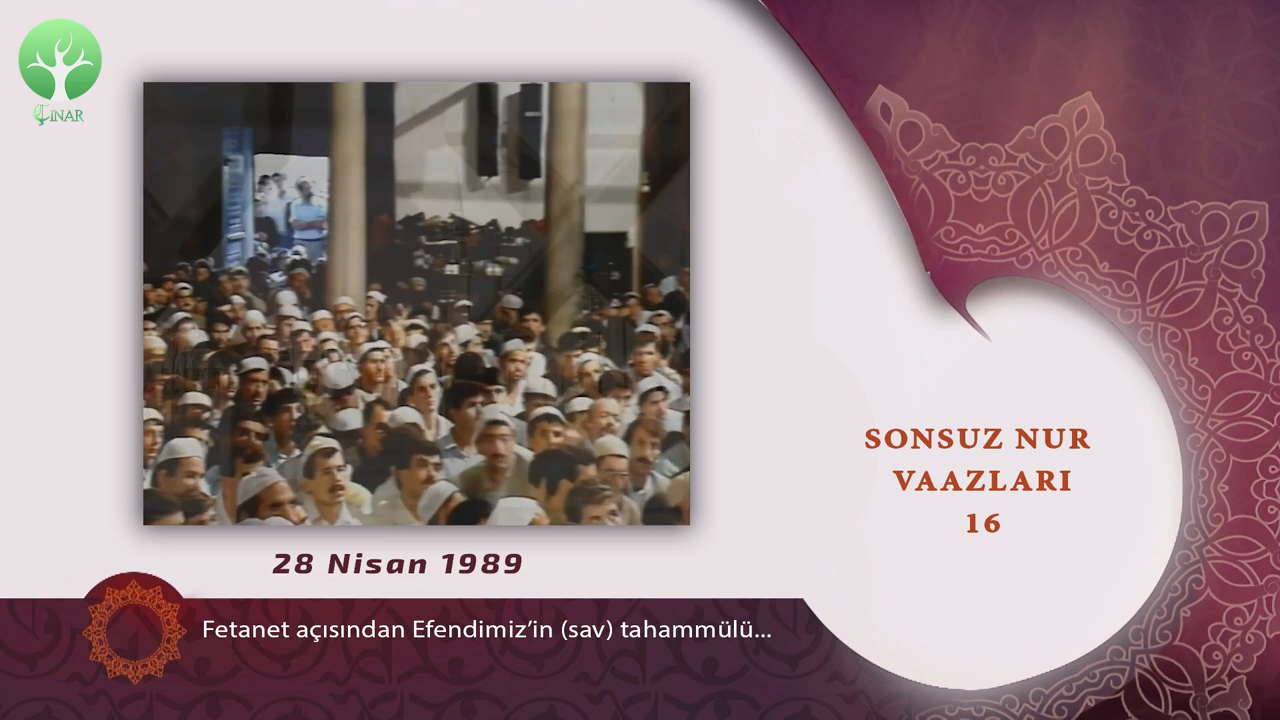 ÇINAR
28 Nisan 1989
SONSUZ NUR
VAAZLARI
16
Fetanet açısından Efendimiz’in (sav) tahammülü...